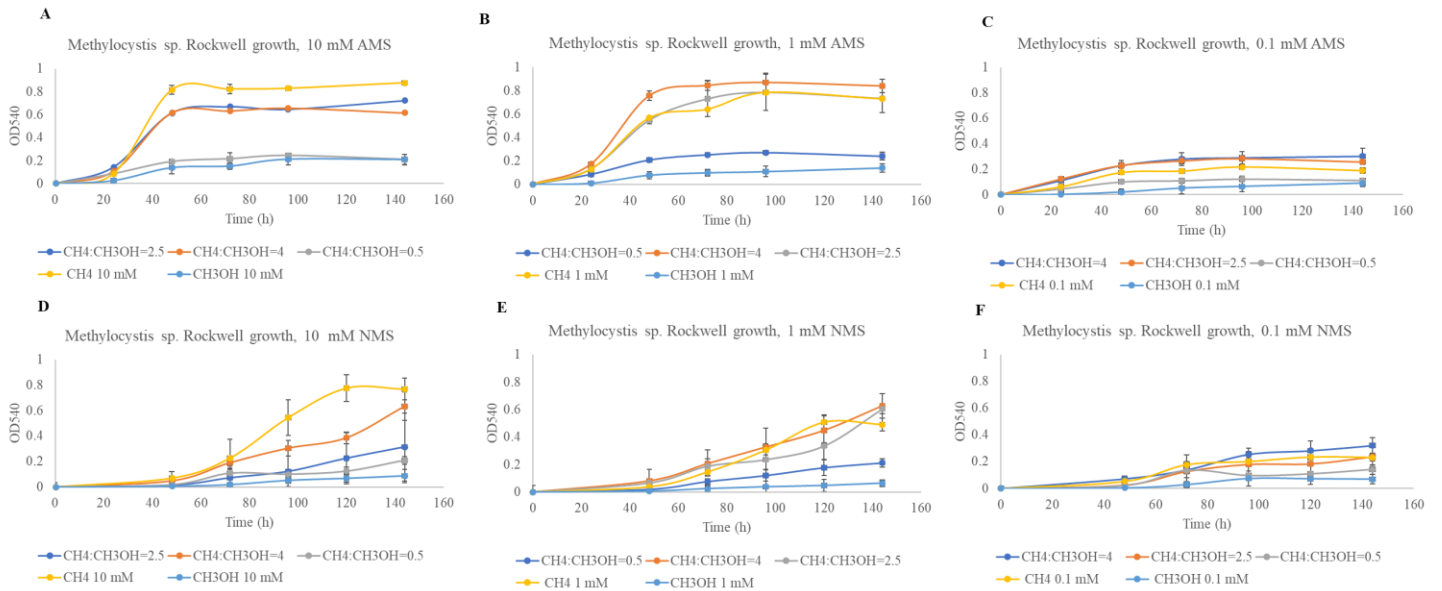 A
Methylocystis sp. Rockwell growth, 10 mM AMS
1
0.8
0.6
0.4
0.2
0
OD540
0 20 40 60 80 100 120 140 160
Time (h)
CH4:CH3OH=2.5 CH4:CH3OH=4 CH4:CH3OH=0.5
CH4 10 mM CH3OH 10 mM
B
Methylocystis sp. Rockwell growth, 1 mM AMS
1
0.8
0.6
0.4
0.2
0
OD540
0 20 40 60 80 100 120 140 160
Time (h)
CH4:CH3OH=0.5 CH4:CH3OH=4 CH4:CH3OH=2.5
CH4 1 mM CH3OH 1 mM
C
Methylocystis sp. Rockwell growth, 0.1 mM AMS
1
0.8
0.6
0.4
0.2
0
OD540
0 20 40 60 80 100 120 140 160
Time (h)
CH4:CH3OH=4 CH4:CH3OH=2.5 CH4:CH3OH=0.5
CH4 0.1 mM CH3OH 0.1 mM
D
Methylocystis sp. Rockwell growth, 10 mM NMS
1
0.8
0.6
0.4
0.2
0
OD540
0 20 40 60 80 100 120 140 160
Time (h)
CH4:CH3OH=2.5 CH4:CH3OH=4 CH4:CH3OH=0.5
CH4 10 mM CH3OH 10 mM
E
Methylocystis sp. Rockwell growth, 1 mM NMS
1
0.8
0.6
0.4
0.2
0
OD540
0 20 40 60 80 100 120 140 160
Time (h)
CH4:CH3OH=0.5 CH4:CH3OH=4 CH4:CH3OH=2.5
CH4 1 mM CH3OH 1 mM
F
Methylocystis sp. Rockwell growth, 0.1 mM NMS
1
0.8
0.6
0.4
0.2
0
OD540
0 20 40 60 80 100 120 140 160
Time (h)
CH4:CH3OH=4 CH4:CH3OH=2.5 CH4:CH3OH=0.5
CH4 0.1 mM CH3OH 0.1 mM